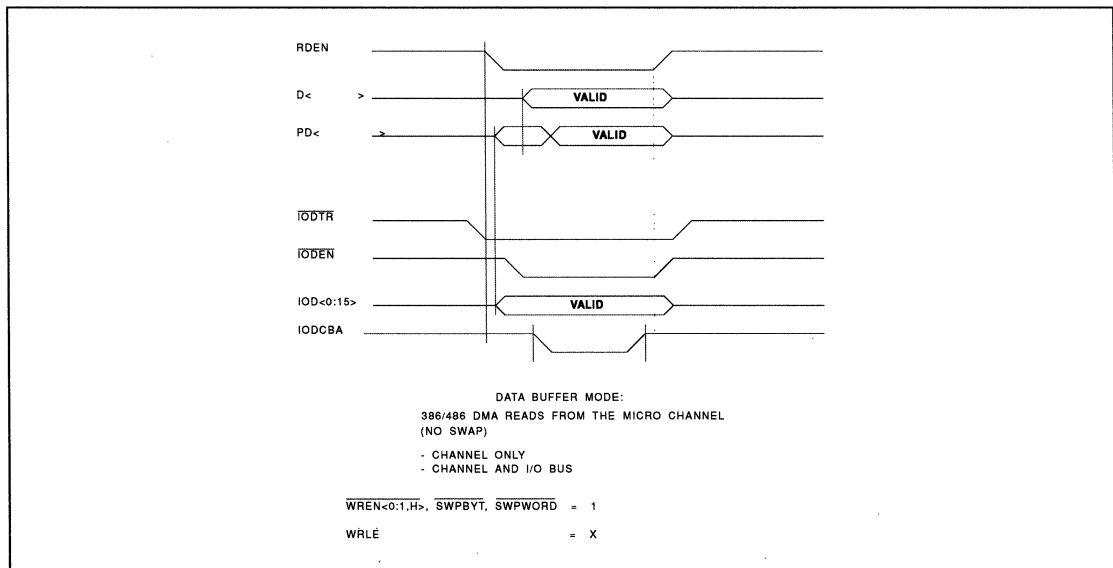 RDEN
D< >
VALID
PD< >
VALID
IODTR
IODEN
IOD<0:15>
VALID
IODCBA
DATA BUFFER MODE:
386/486 DMA READS FROM THE MICRO CHANNEL
(NO SWAP)
- CHANNEL ONLY
- CHANNEL AND I/O BUS
WREN<0:1,H>, SWPBYT, SWPWORD = 1
WRLE = X